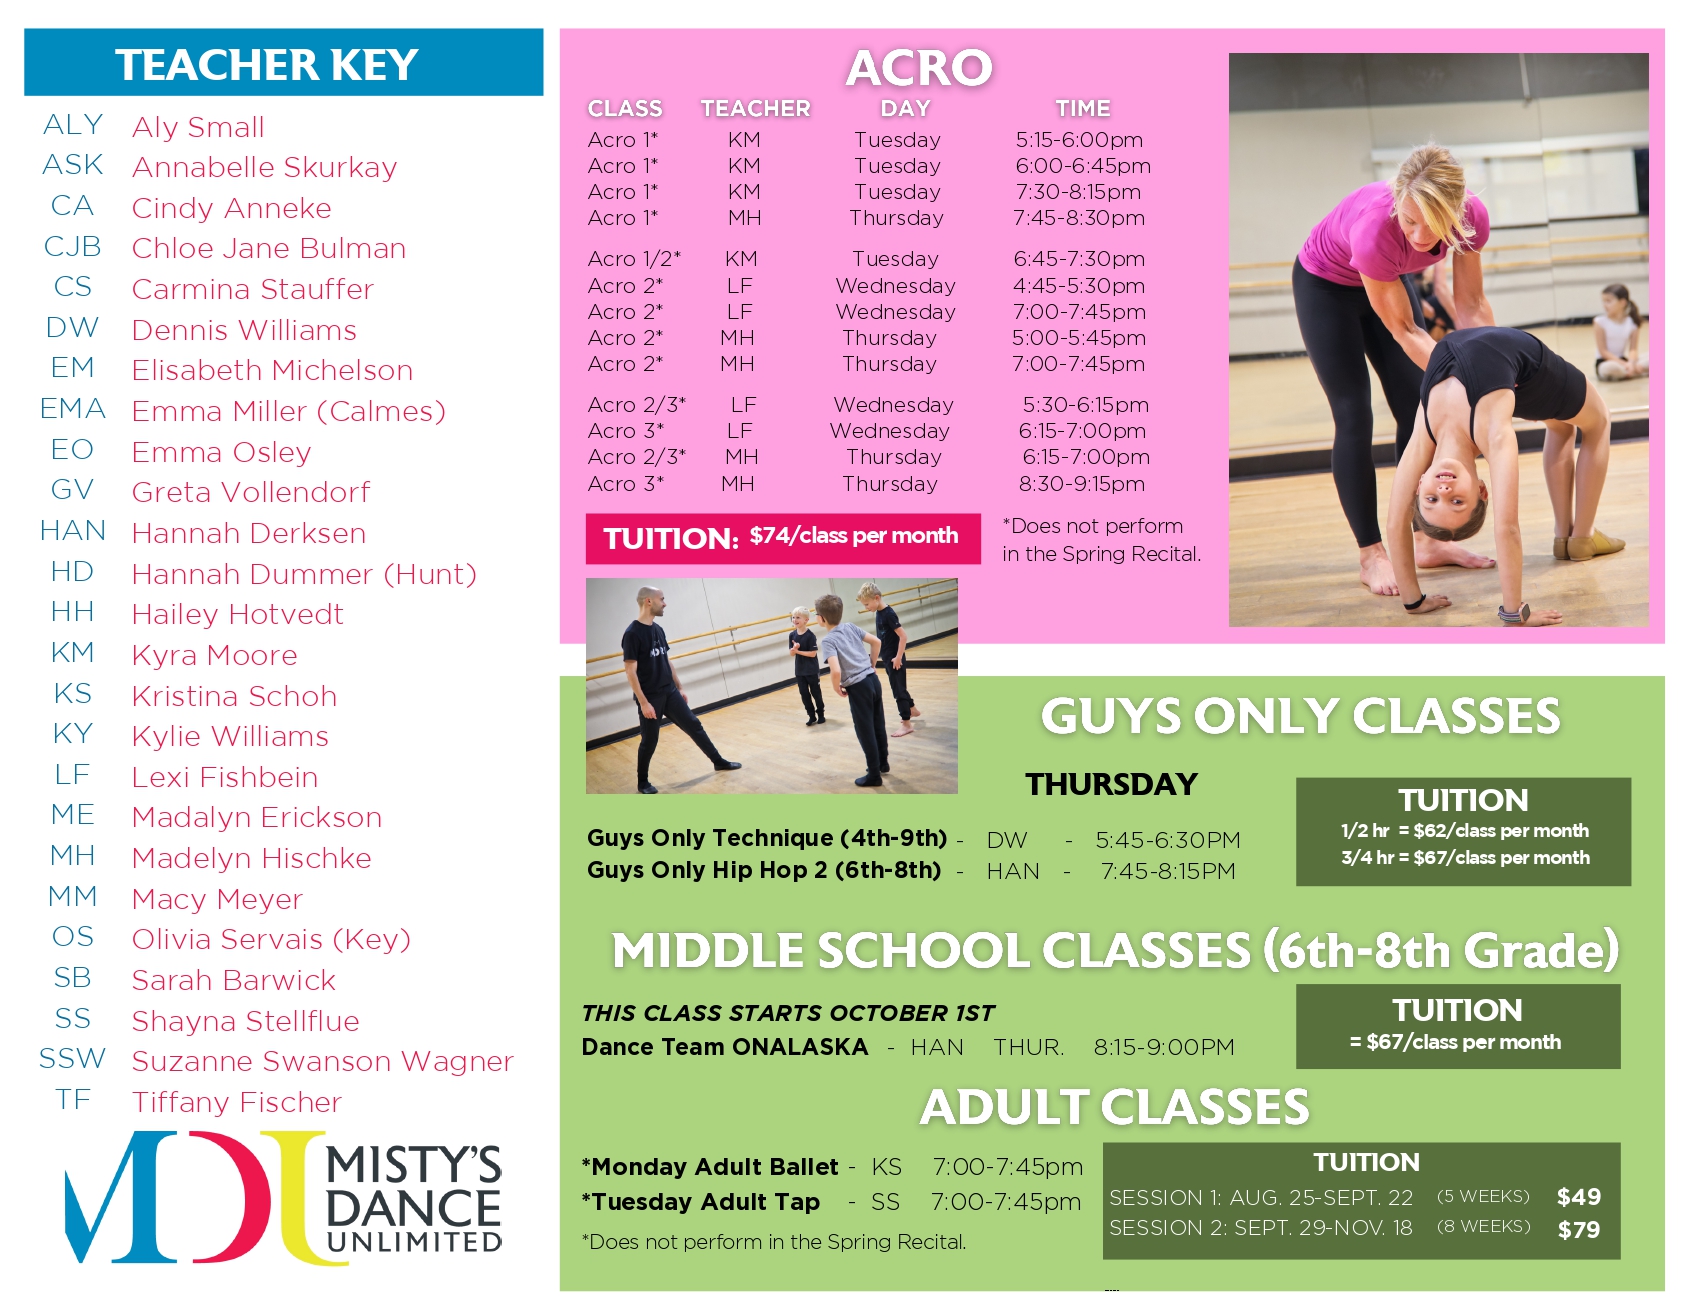 TEACHER KEY
ALY Aly Small
ASK Annabelle Skurkay
CA Cindy Anneke
CJB Chloe Jane Bulman
CS Carmina Stauffer
DW Dennis Williams
EM Elisabeth Michelson
EMA Emma Miller (Calmes)
EO Emma Osley
GV Greta Vollendorf
HAN Hannah Derksen
HD Hannah Dummer (Hunt)
HH Hailey Hotvedt
KM Kyra Moore
KS Kristina Schoh
KY Kylie Williams
LF Lexi Fishbein
ME Madalyn Erickson
MH Madelyn Hischke
MM Macy Meyer
OS Olivia Servais (Key)
SB Sarah Barwick
SS Shayna Stellflue
SSW Suzanne Swanson Wagner
TF Tiffany Fischer
MDU
MISTY'S
DANCE
UNLIMITED
ACRO
CLASS TEACHER DAY TIME
Acro 1* KM Tuesday 5:15-6:00pm
Acro 1* KM Tuesday 6:00-6:45pm
Acro 1* KM Tuesday 7:30-8:15pm
Acro 1* MH Thursday 7:45-8:30pm
Acro 1/2* KM Tuesday 6:45-7:30pm
Acro 2* LF Wednesday 4:45-5:30pm
Acro 2* LF Wednesday 7:00-7:45pm
Acro 2* MH Thursday 5:00-5:45pm
Acro 2* MH Thursday 7:00-7:45pm
Acro 2/3* LF Wednesday 5:30-6:15pm
Acro 3* LF Wednesday 6:15-7:00pm
Acro 2/3* MH Thursday 6:15-7:00pm
Acro 3* MH Thursday 8:30-9:15pm
TUITION: $74/class per month
*Does not perform
in the Spring Recital.
GUYS ONLY CLASSES
THURSDAY
Guys Only Technique (4th-9th) - DW - 5:45-6:30PM
Guys Only Hip Hop 2 (6th-8th) - HAN - 7:45-8:15PM
TUITION
1/2 hr = $62/class per month
3/4 hr = $67/class per month
MIDDLE SCHOOL CLASSES (6th-8th Grade)
THIS CLASS STARTS OCTOBER 1ST
Dance Team ONALASKA - HAN THUR. 8:15-9:00PM
TUITION
= $67/class per month
ADULT CLASSES
*Monday Adult Ballet - KS 7:00-7:45pm
*Tuesday Adult Tap - SS 7:00-7:45pm
*Does not perform in the Spring Recital.
TUITION
SESSION 1: AUG. 25-SEPT. 22 (5 WEEKS) $49
SESSION 2: SEPT. 29-NOV. 18 (8 WEEKS) $79